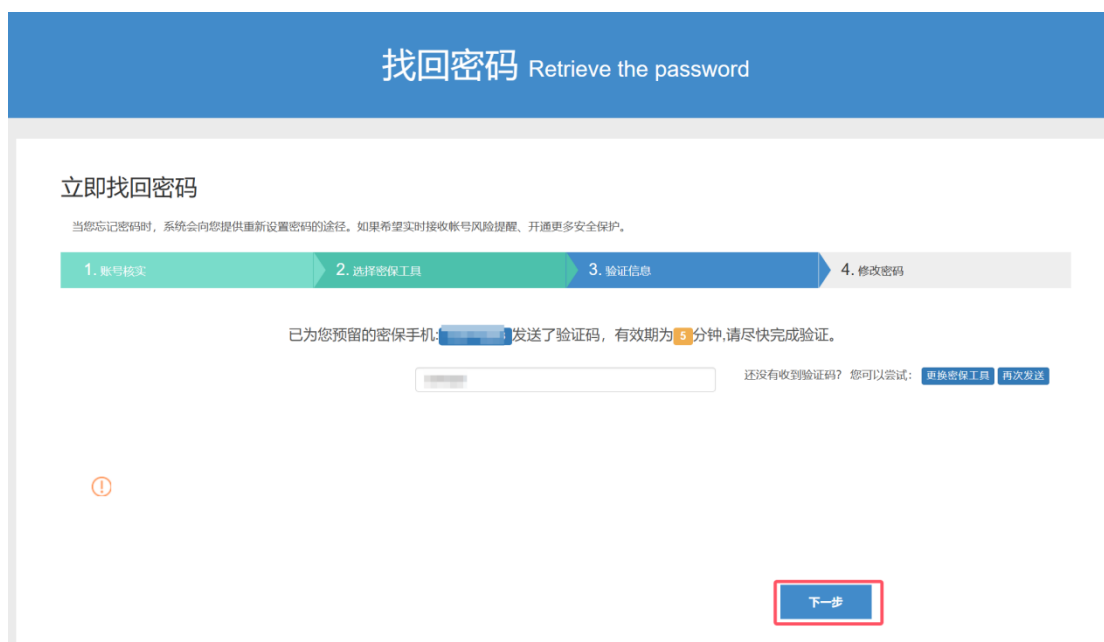 找回密码 Retrieve the password
立即找回密码
当您忘记密码时，系统会向您提供重新设置密码的途径。如果希望实时接收帐号风险提醒、开通更多安全保护。
1. 账号核实
2. 选择密保工具
3. 验证信息
4. 修改密码
已为您预留的密保手机: 发送了验证码，有效期为 5 分钟,请尽快完成验证。
还没有收到验证码？ 您可以尝试： 更换密保工具 再次发送
下一步